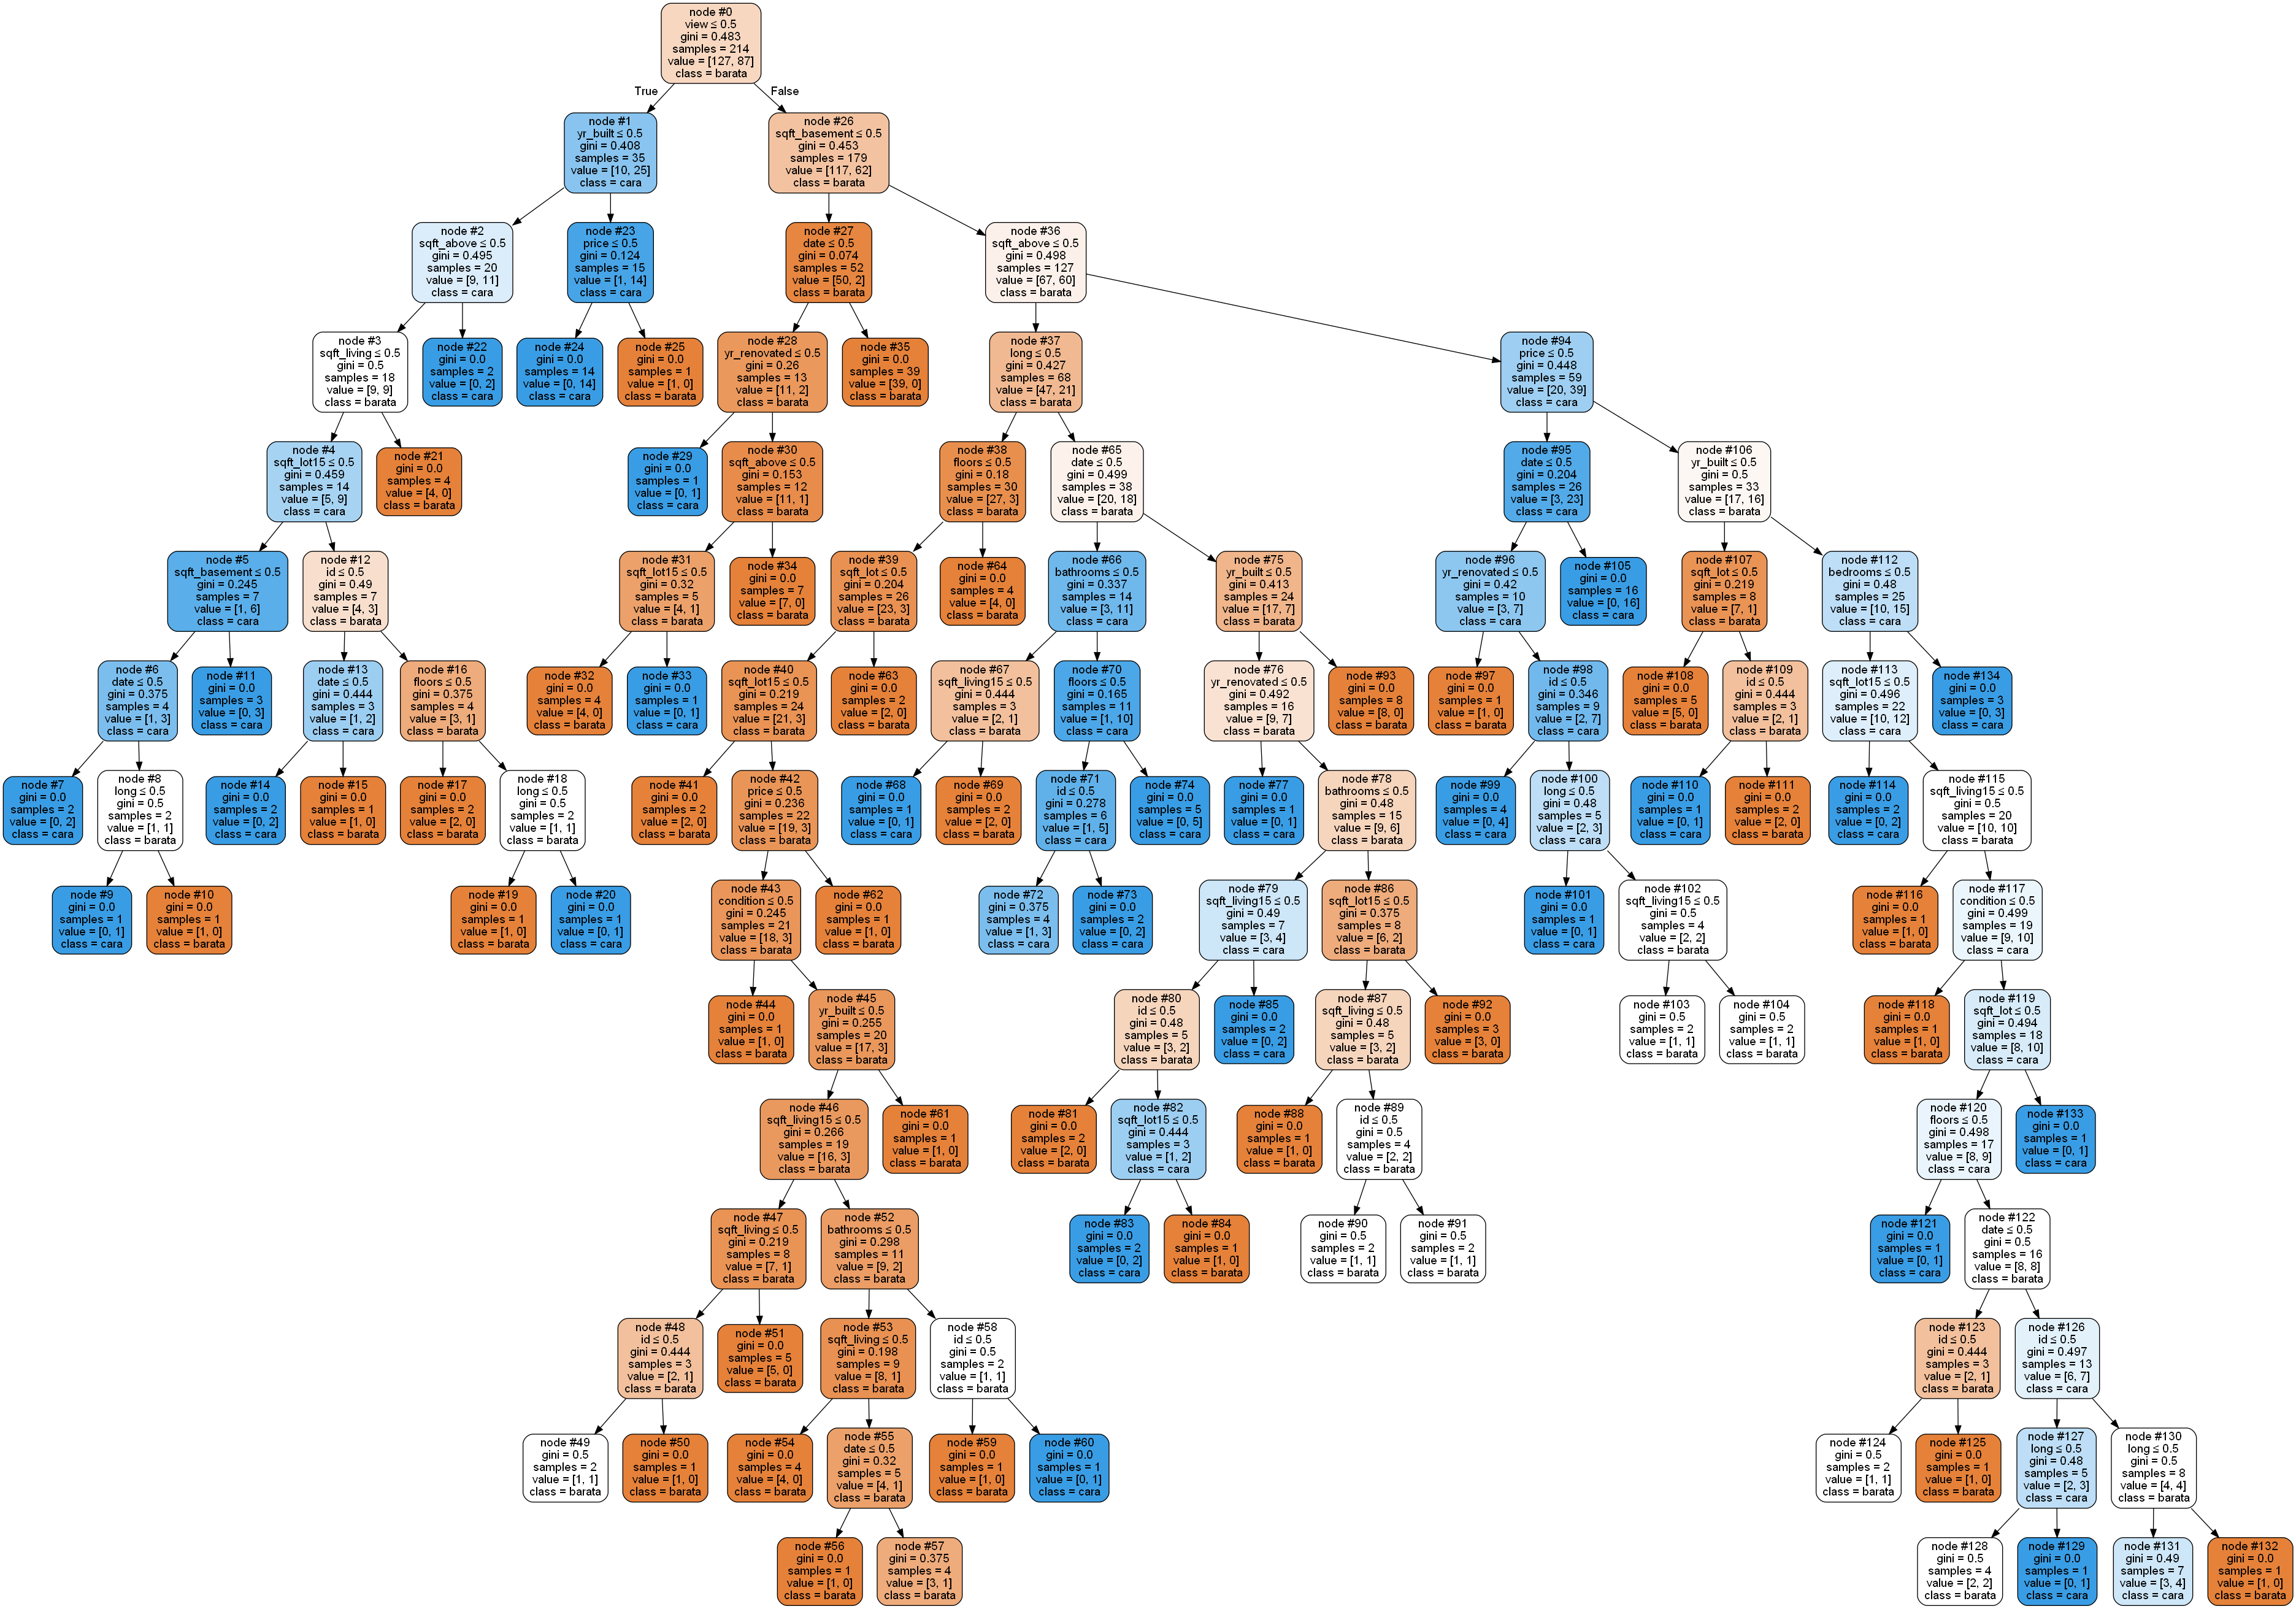 node #0
view ≤ 0.5
gini = 0.483
samples = 214
value = [127, 87]
class = barata
True
False
node #1
yr_built ≤ 0.5
gini = 0.408
samples = 35
value = [10, 25]
class = cara
node #26
sqft_basement ≤ 0.5
gini = 0.453
samples = 179
value = [117, 62]
class = barata
node #2
sqft_above ≤ 0.5
gini = 0.495
samples = 20
value = [9, 11]
class = cara
node #23
price ≤ 0.5
gini = 0.124
samples = 15
value = [1, 14]
class = cara
node #27
date ≤ 0.5
gini = 0.074
samples = 52
value = [50, 2]
class = barata
node #36
sqft_above ≤ 0.5
gini = 0.498
samples = 127
value = [67, 60]
class = barata
node #3
sqft_living ≤ 0.5
gini = 0.5
samples = 18
value = [9, 9]
class = barata
node #22
gini = 0.0
samples = 2
value = [0, 2]
class = cara
node #24
gini = 0.0
samples = 14
value = [0, 14]
class = cara
node #25
gini = 0.0
samples = 1
value = [1, 0]
class = barata
node #28
yr_renovated ≤ 0.5
gini = 0.26
samples = 13
value = [11, 2]
class = barata
node #35
gini = 0.0
samples = 39
value = [39, 0]
class = barata
node #37
long ≤ 0.5
gini = 0.427
samples = 68
value = [47, 21]
class = barata
node #94
price ≤ 0.5
gini = 0.448
samples = 59
value = [20, 39]
class = cara
node #4
sqft_lot15 ≤ 0.5
gini = 0.459
samples = 14
value = [5, 9]
class = cara
node #21
gini = 0.0
samples = 4
value = [4, 0]
class = barata
node #29
gini = 0.0
samples = 1
value = [0, 1]
class = cara
node #30
sqft_above ≤ 0.5
gini = 0.153
samples = 12
value = [11, 1]
class = barata
node #38
floors ≤ 0.5
gini = 0.18
samples = 30
value = [27, 3]
class = barata
node #65
date ≤ 0.5
gini = 0.499
samples = 38
value = [20, 18]
class = barata
node #95
date ≤ 0.5
gini = 0.204
samples = 26
value = [3, 23]
class = cara
node #106
yr_built ≤ 0.5
gini = 0.5
samples = 33
value = [17, 16]
class = barata
node #5
sqft_basement ≤ 0.5
gini = 0.245
samples = 7
value = [1, 6]
class = cara
node #12
id ≤ 0.5
gini = 0.49
samples = 7
value = [4, 3]
class = barata
node #31
sqft_lot15 ≤ 0.5
gini = 0.32
samples = 5
value = [4, 1]
class = barata
node #34
gini = 0.0
samples = 7
value = [7, 0]
class = barata
node #39
sqft_lot ≤ 0.5
gini = 0.204
samples = 26
value = [23, 3]
class = barata
node #64
gini = 0.0
samples = 4
value = [4, 0]
class = barata
node #66
bathrooms ≤ 0.5
gini = 0.337
samples = 14
value = [3, 11]
class = cara
node #75
yr_built ≤ 0.5
gini = 0.413
samples = 24
value = [17, 7]
class = barata
node #96
yr_renovated ≤ 0.5
gini = 0.42
samples = 10
value = [3, 7]
class = cara
node #105
gini = 0.0
samples = 16
value = [0, 16]
class = cara
node #107
sqft_lot ≤ 0.5
gini = 0.219
samples = 8
value = [7, 1]
class = barata
node #112
bedrooms ≤ 0.5
gini = 0.48
samples = 25
value = [10, 15]
class = cara
node #6
date ≤ 0.5
gini = 0.375
samples = 4
value = [1, 3]
class = cara
node #11
gini = 0.0
samples = 3
value = [0, 3]
class = cara
node #13
date ≤ 0.5
gini = 0.444
samples = 3
value = [1, 2]
class = cara
node #16
floors ≤ 0.5
gini = 0.375
samples = 4
value = [3, 1]
class = barata
node #32
gini = 0.0
samples = 4
value = [4, 0]
class = barata
node #33
gini = 0.0
samples = 1
value = [0, 1]
class = cara
node #40
sqft_lot15 ≤ 0.5
gini = 0.219
samples = 24
value = [21, 3]
class = barata
node #63
gini = 0.0
samples = 2
value = [2, 0]
class = barata
node #67
sqft_living15 ≤ 0.5
gini = 0.444
samples = 3
value = [2, 1]
class = barata
node #70
floors ≤ 0.5
gini = 0.165
samples = 11
value = [1, 10]
class = cara
node #76
yr_renovated ≤ 0.5
gini = 0.492
samples = 16
value = [9, 7]
class = barata
node #93
gini = 0.0
samples = 8
value = [8, 0]
class = barata
node #97
gini = 0.0
samples = 1
value = [1, 0]
class = barata
node #98
id ≤ 0.5
gini = 0.346
samples = 9
value = [2, 7]
class = cara
node #108
gini = 0.0
samples = 5
value = [5, 0]
class = barata
node #109
id ≤ 0.5
gini = 0.444
samples = 3
value = [2, 1]
class = barata
node #113
sqft_lot15 ≤ 0.5
gini = 0.496
samples = 22
value = [10, 12]
class = cara
node #134
gini = 0.0
samples = 3
value = [0, 3]
class = cara
node #7
gini = 0.0
samples = 2
value = [0, 2]
class = cara
node #8
long ≤ 0.5
gini = 0.5
samples = 2
value = [1, 1]
class = barata
node #14
gini = 0.0
samples = 2
value = [0, 2]
class = cara
node #15
gini = 0.0
samples = 1
value = [1, 0]
class = barata
node #17
gini = 0.0
samples = 2
value = [2, 0]
class = barata
node #18
long ≤ 0.5
gini = 0.5
samples = 2
value = [1, 1]
class = barata
node #41
gini = 0.0
samples = 2
value = [2, 0]
class = barata
node #42
price ≤ 0.5
gini = 0.236
samples = 22
value = [19, 3]
class = barata
node #68
gini = 0.0
samples = 1
value = [0, 1]
class = cara
node #69
gini = 0.0
samples = 2
value = [2, 0]
class = barata
node #71
id ≤ 0.5
gini = 0.278
samples = 6
value = [1, 5]
class = cara
node #74
gini = 0.0
samples = 5
value = [0, 5]
class = cara
node #77
gini = 0.0
samples = 1
value = [0, 1]
class = cara
node #78
bathrooms ≤ 0.5
gini = 0.48
samples = 15
value = [9, 6]
class = barata
node #99
gini = 0.0
samples = 4
value = [0, 4]
class = cara
node #100
long ≤ 0.5
gini = 0.48
samples = 5
value = [2, 3]
class = cara
node #110
gini = 0.0
samples = 1
value = [0, 1]
class = cara
node #111
gini = 0.0
samples = 2
value = [2, 0]
class = barata
node #114
gini = 0.0
samples = 2
value = [0, 2]
class = cara
node #115
sqft_living15 ≤ 0.5
gini = 0.5
samples = 20
value = [10, 10]
class = barata
node #9
gini = 0.0
samples = 1
value = [0, 1]
class = cara
node #10
gini = 0.0
samples = 1
value = [1, 0]
class = barata
node #19
gini = 0.0
samples = 1
value = [1, 0]
class = barata
node #20
gini = 0.0
samples = 1
value = [0, 1]
class = cara
node #43
condition ≤ 0.5
gini = 0.245
samples = 21
value = [18, 3]
class = barata
node #62
gini = 0.0
samples = 1
value = [1, 0]
class = barata
node #72
gini = 0.375
samples = 4
value = [1, 3]
class = cara
node #73
gini = 0.0
samples = 2
value = [0, 2]
class = cara
node #79
sqft_living15 ≤ 0.5
gini = 0.49
samples = 7
value = [3, 4]
class = cara
node #86
sqft_lot15 ≤ 0.5
gini = 0.375
samples = 8
value = [6, 2]
class = barata
node #101
gini = 0.0
samples = 1
value = [0, 1]
class = cara
node #102
sqft_living15 ≤ 0.5
gini = 0.5
samples = 4
value = [2, 2]
class = barata
node #116
gini = 0.0
samples = 1
value = [1, 0]
class = barata
node #117
condition ≤ 0.5
gini = 0.499
samples = 19
value = [9, 10]
class = cara
node #44
gini = 0.0
samples = 1
value = [1, 0]
class = barata
node #45
yr_built ≤ 0.5
gini = 0.255
samples = 20
value = [17, 3]
class = barata
node #80
id ≤ 0.5
gini = 0.48
samples = 5
value = [3, 2]
class = barata
node #85
gini = 0.0
samples = 2
value = [0, 2]
class = cara
node #87
sqft_living ≤ 0.5
gini = 0.48
samples = 5
value = [3, 2]
class = barata
node #92
gini = 0.0
samples = 3
value = [3, 0]
class = barata
node #103
gini = 0.5
samples = 2
value = [1, 1]
class = barata
node #104
gini = 0.5
samples = 2
value = [1, 1]
class = barata
node #118
gini = 0.0
samples = 1
value = [1, 0]
class = barata
node #119
sqft_lot ≤ 0.5
gini = 0.494
samples = 18
value = [8, 10]
class = cara
node #46
sqft_living15 ≤ 0.5
gini = 0.266
samples = 19
value = [16, 3]
class = barata
node #61
gini = 0.0
samples = 1
value = [1, 0]
class = barata
node #81
gini = 0.0
samples = 2
value = [2, 0]
class = barata
node #82
sqft_lot15 ≤ 0.5
gini = 0.444
samples = 3
value = [1, 2]
class = cara
node #88
gini = 0.0
samples = 1
value = [1, 0]
class = barata
node #89
id ≤ 0.5
gini = 0.5
samples = 4
value = [2, 2]
class = barata
node #120
floors ≤ 0.5
gini = 0.498
samples = 17
value = [8, 9]
class = cara
node #133
gini = 0.0
samples = 1
value = [0, 1]
class = cara
node #47
sqft_living ≤ 0.5
gini = 0.219
samples = 8
value = [7, 1]
class = barata
node #52
bathrooms ≤ 0.5
gini = 0.298
samples = 11
value = [9, 2]
class = barata
node #83
gini = 0.0
samples = 2
value = [0, 2]
class = cara
node #84
gini = 0.0
samples = 1
value = [1, 0]
class = barata
node #90
gini = 0.5
samples = 2
value = [1, 1]
class = barata
node #91
gini = 0.5
samples = 2
value = [1, 1]
class = barata
node #121
gini = 0.0
samples = 1
value = [0, 1]
class = cara
node #122
date ≤ 0.5
gini = 0.5
samples = 16
value = [8, 8]
class = barata
node #48
id ≤ 0.5
gini = 0.444
samples = 3
value = [2, 1]
class = barata
node #51
gini = 0.0
samples = 5
value = [5, 0]
class = barata
node #53
sqft_living ≤ 0.5
gini = 0.198
samples = 9
value = [8, 1]
class = barata
node #58
id ≤ 0.5
gini = 0.5
samples = 2
value = [1, 1]
class = barata
node #123
id ≤ 0.5
gini = 0.444
samples = 3
value = [2, 1]
class = barata
node #126
id ≤ 0.5
gini = 0.497
samples = 13
value = [6, 7]
class = cara
node #49
gini = 0.5
samples = 2
value = [1, 1]
class = barata
node #50
gini = 0.0
samples = 1
value = [1, 0]
class = barata
node #54
gini = 0.0
samples = 4
value = [4, 0]
class = barata
node #55
date ≤ 0.5
gini = 0.32
samples = 5
value = [4, 1]
class = barata
node #59
gini = 0.0
samples = 1
value = [1, 0]
class = barata
node #60
gini = 0.0
samples = 1
value = [0, 1]
class = cara
node #124
gini = 0.5
samples = 2
value = [1, 1]
class = barata
node #125
gini = 0.0
samples = 1
value = [1, 0]
class = barata
node #127
long ≤ 0.5
gini = 0.48
samples = 5
value = [2, 3]
class = cara
node #130
long ≤ 0.5
gini = 0.5
samples = 8
value = [4, 4]
class = barata
node #56
gini = 0.0
samples = 1
value = [1, 0]
class = barata
node #57
gini = 0.375
samples = 4
value = [3, 1]
class = barata
node #128
gini = 0.5
samples = 4
value = [2, 2]
class = barata
node #129
gini = 0.0
samples = 1
value = [0, 1]
class = cara
node #131
gini = 0.49
samples = 7
value = [3, 4]
class = cara
node #132
gini = 0.0
samples = 1
value = [1, 0]
class = barata